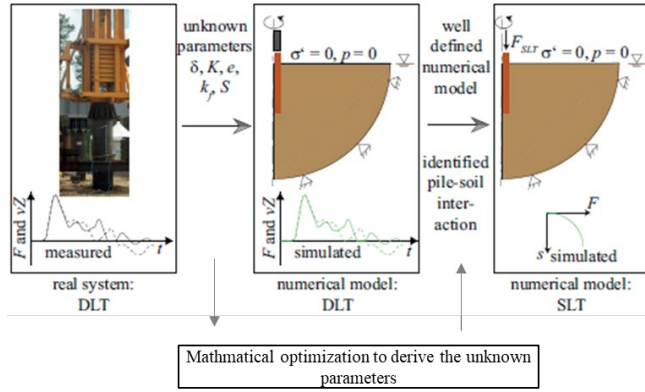 unknown
parameters
δ, K, e,
k_f, S
σ' = 0, p = 0
well
defined
numerical
model
identified
pile-soil
inter-
action
F_SLT σ' = 0, p = 0
F and vZ
t
measured
F and vZ
t
simulated
F
s
simulated
real system:
DLT
numerical model:
DLT
numerical model:
SLT
Mathmatical optimization to derive the unknown
parameters